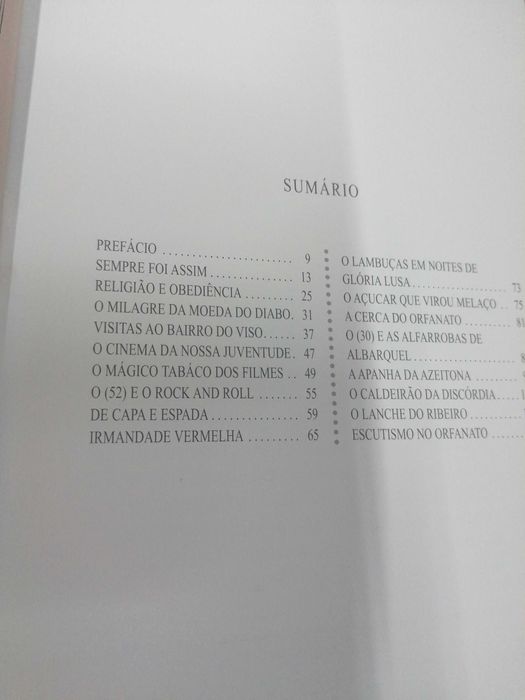 SUMÁRIO
PREFÁCIO ...................... 9
SEMPRE FOI ASSIM .............. 13
RELIGIÃO E OBEDIÊNCIA ......... 25
O MILAGRE DA MOEDA DO DIABO. 31
VISITAS AO BAIRRO DO VISO...... 37
O CINEMA DA NOSSA JUVENTUDE. 47
O MÁGICO TABÁCO DOS FILMES .. 49
O (52) E O ROCK AND ROLL ....... 55
DE CAPA E ESPADA .............. 59
IRMANDADE VERMELHA ......... 65
O LAMBUÇAS EM NOITES DE
GLÓRIA LUSA .................. 73
O AÇUCAR QUE VIROU MELAÇO .. 75
A CERCA DO ORFANATO ........ 81
O (30) E AS ALFARROBAS DE
ALBARQUEL ....................
A APANHA DA AZEITONA ........
O CALDEIRÃO DA DISCÓRDIA.....
O LANCHE DO RIBEIRO .........
ESCUTISMO NO ORFANATO ......